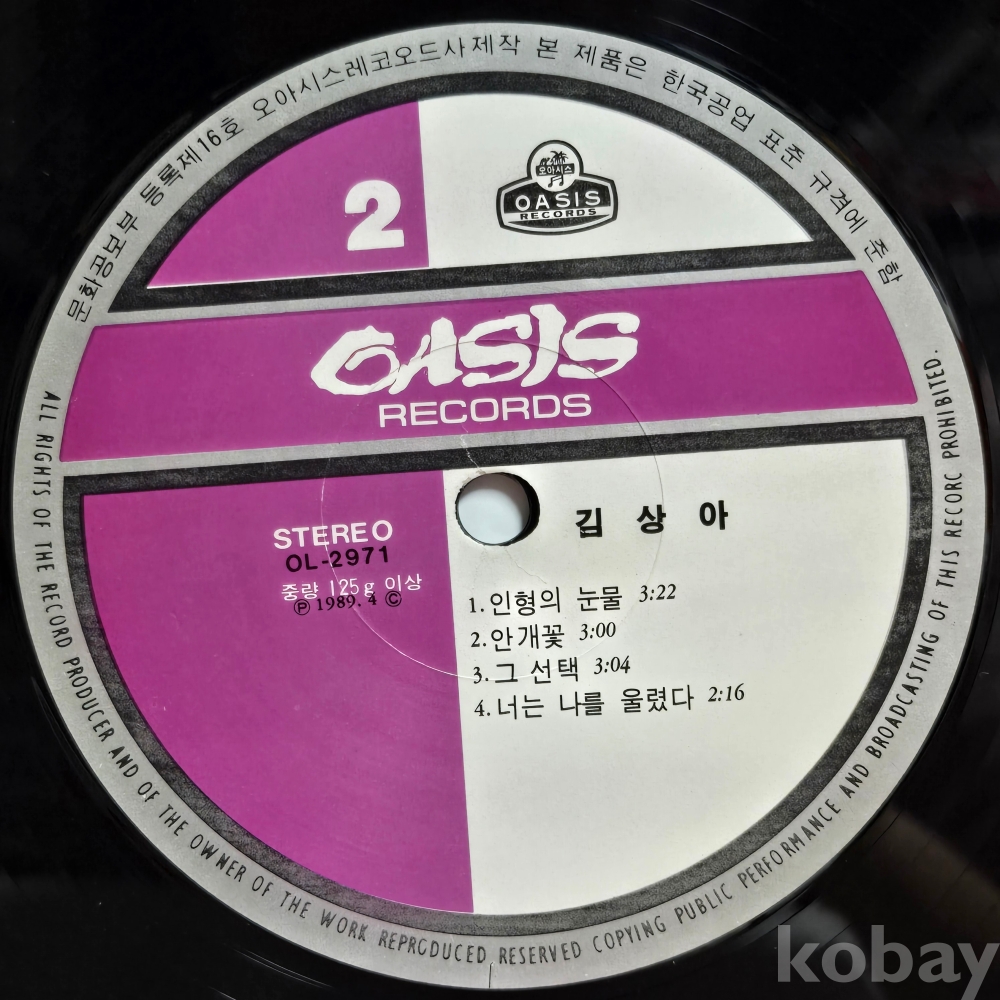 문화공보부 등록제16호 오아시스레코오드사제작 본 제품은 한국공업 표준 규격에 준함
2
오아시스
OASIS
RECORDS
OASIS
RECORDS
STEREO
OL-2971
중량 125g 이상
Ⓟ 1989. 4 Ⓒ
김 상 아
1. 인형의 눈물 3:22
2. 안개꽃 3:00
3. 그 선택 3:04
4. 너는 나를 울렸다 2:16
ALL RIGHTS OF THE RECORD PRODUCER AND OF THE OWNER OF THE WORK REPRCDUCED RESERVED COPYING PUBLIC PERFORMANCE AND BROADCASTING OF THIS RECORC PROHIBITED.
kobay